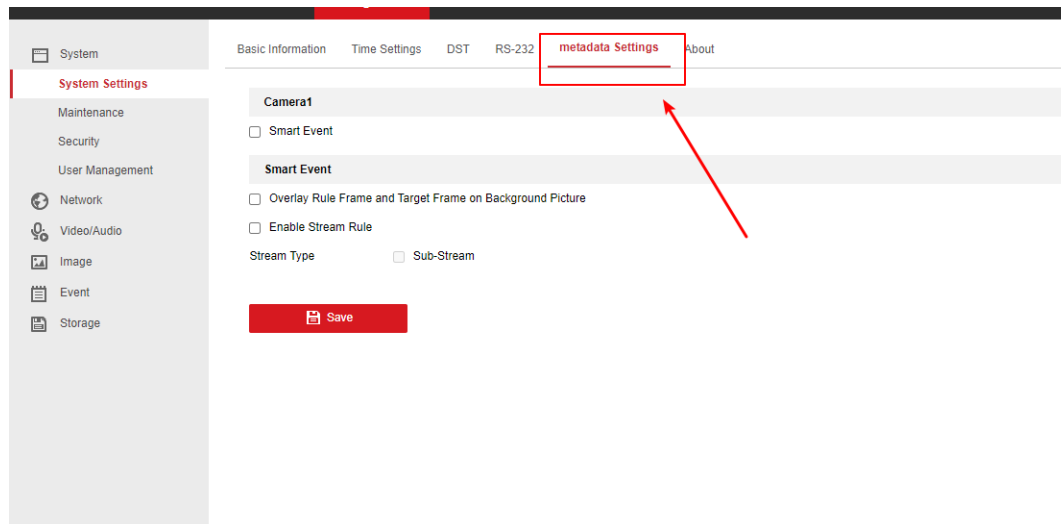 Basic Information Time Settings DST RS-232 metadata Settings About
System
System Settings
Maintenance
Security
User Management
Network
Video/Audio
Image
Event
Storage
Camera1
Smart Event
Smart Event
Overlay Rule Frame and Target Frame on Background Picture
Enable Stream Rule
Stream Type Sub-Stream
Save